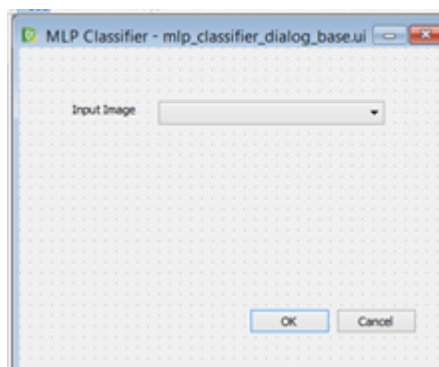 MLP Classifier - mlp_classifier_dialog_base.ui
Input Image
OK Cancel